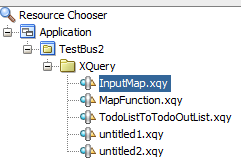 Resource Chooser
Application
TestBus2
XQuery
InputMap.xqy
MapFunction.xqy
TodoListToTodoOutList.xqy
untitled1.xqy
untitled2.xqy